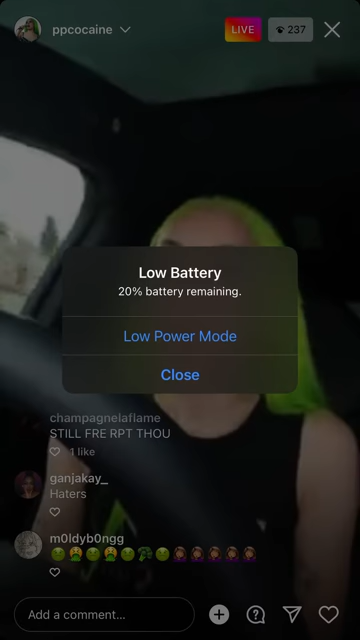 ppcocaine
LIVE
237
Low Battery
20% battery remaining.
Low Power Mode
Close
champagnelaflame
STILL FRE RPT THOU
1 like
ganjakay_
Haters
m0ldyb0ngg
Add a comment...